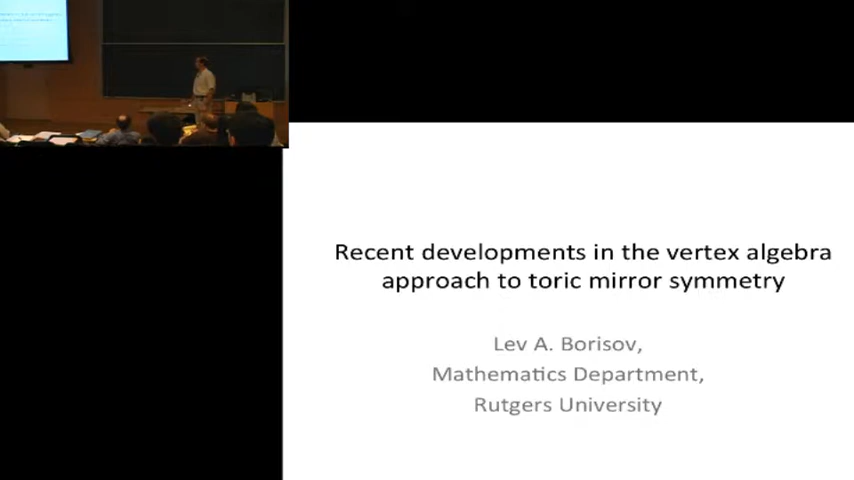 Recent developments in the vertex algebra
approach to toric mirror symmetry
Lev A. Borisov,
Mathematics Department,
Rutgers University